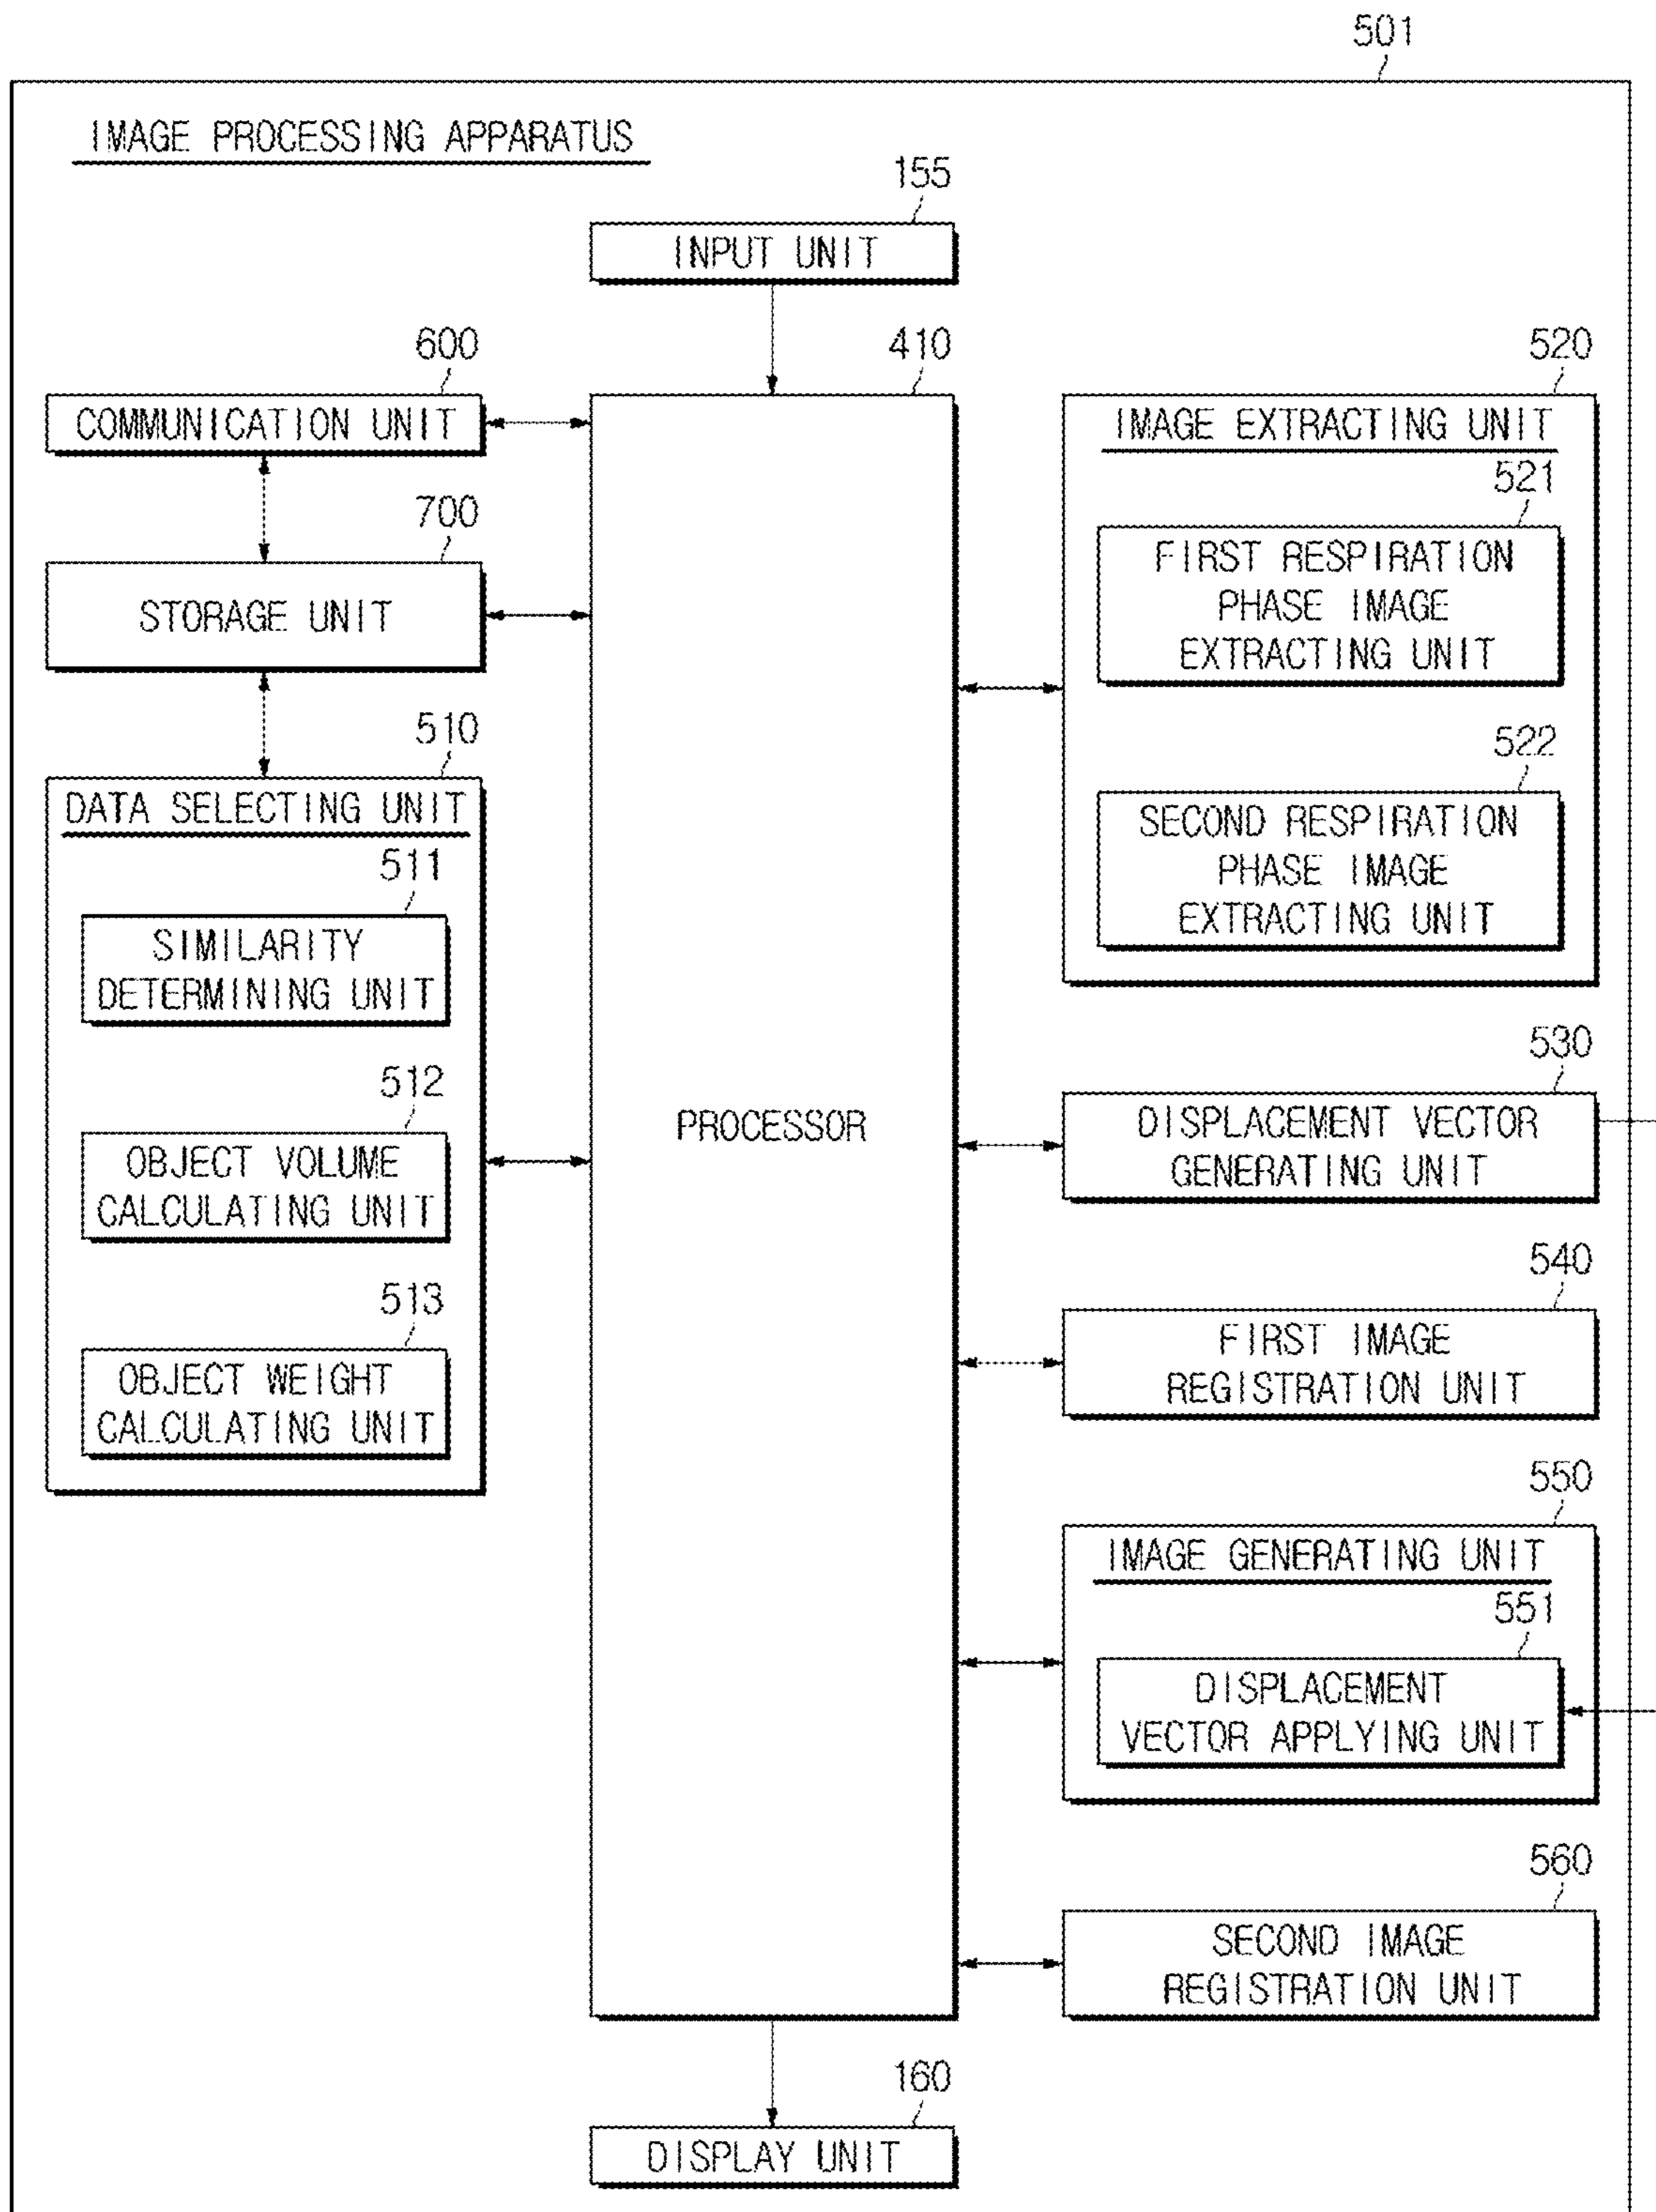 501
IMAGE PROCESSING APPARATUS
155
INPUT UNIT
600
COMMUNICATION UNIT
700
STORAGE UNIT
510
DATA SELECTING UNIT
511
SIMILARITY
DETERMINING UNIT
512
OBJECT VOLUME
CALCULATING UNIT
513
OBJECT WEIGHT
CALCULATING UNIT
410
PROCESSOR
520
IMAGE EXTRACTING UNIT
521
FIRST RESPIRATION
PHASE IMAGE
EXTRACTING UNIT
522
SECOND RESPIRATION
PHASE IMAGE
EXTRACTING UNIT
530
DISPLACEMENT VECTOR
GENERATING UNIT
540
FIRST IMAGE
REGISTRATION UNIT
550
IMAGE GENERATING UNIT
551
DISPLACEMENT
VECTOR APPLYING UNIT
560
SECOND IMAGE
REGISTRATION UNIT
160
DISPLAY UNIT